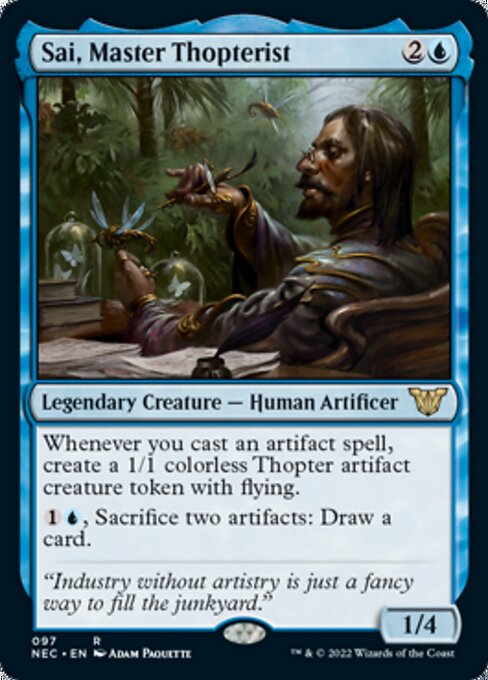 Sai, Master Thopterist 2
Legendary Creature — Human Artificer
Whenever you cast an artifact spell,
create a 1/1 colorless Thopter artifact
creature token with flying.
1, Sacrifice two artifacts: Draw a
card.
“Industry without artistry is just a fancy
way to fill the junkyard.”
1/4
097 R
NEC • EN Adam Paquette ™ & © 2022 Wizards of the Coast